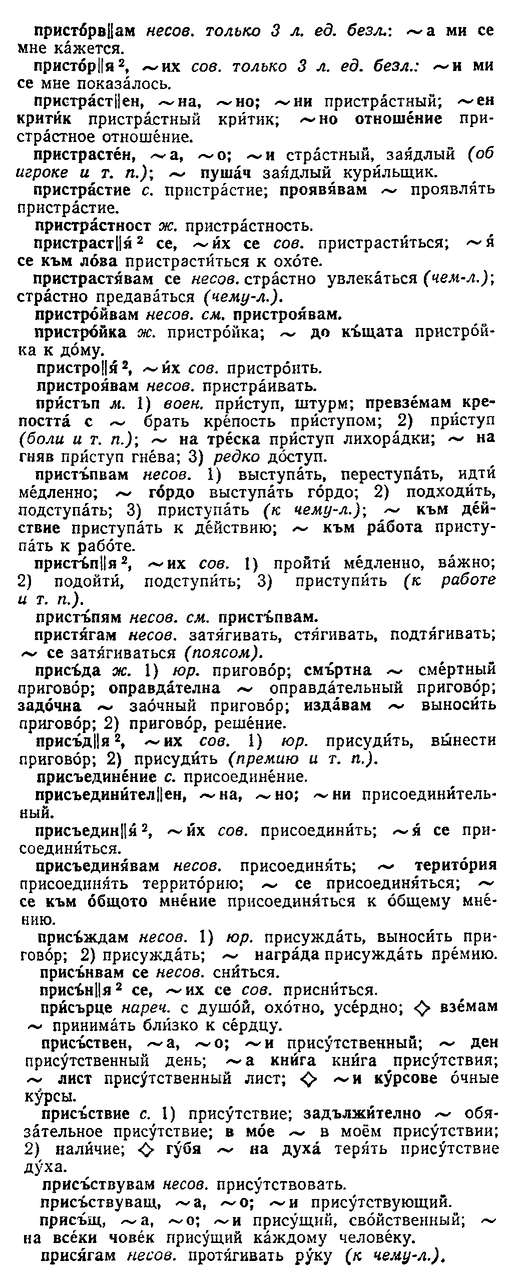 присто́рв||ам несов. только 3 л. ед. безл.: ~а ми се
мне ка́жется.
присто́р||я², ~их сов. только 3 л. ед. безл.: ~и ми
се мне показа́лось.
пристра́ст||ен, ~на, ~но; ~ни пристра́стный; ~ен
крити́к пристра́стный кри́тик; ~но отноше́ние при-
стра́стное отноше́ние.
пристрасте́н, ~а, ~о; ~и стра́стный, зая́длый (об
игроке и т. п.); ~ пуша́ч зая́длый кури́льщик.
пристра́стие с. пристра́стие; проявя́вам ~ проявля́ть
пристра́стие.
пристра́стност ж. пристра́стность.
пристраст||я́² се, ~и́х се сов. пристрасти́ться; ~я́
се към ло́ва пристрасти́ться к охо́те.
пристрастя́вам се несов. стра́стно увлека́ться (чем-л.);
стра́стно предава́ться (чему-л.).
пристро́йвам несов. см. пристроя́вам.
пристро́йка ж. пристро́йка; ~ до къ́щата пристро́й-
ка к до́му.
пристро||я́², ~и́х сов. пристро́ить.
пристроя́вам несов. пристра́ивать.
при́стъп м. 1) воен. при́ступ, штурм; превзе́мам кре-
постта́ с ~ брать кре́пость при́ступом; 2) при́ступ
(боли и т. п.); ~ на тре́ска при́ступ лихора́дки; ~ на
гняв при́ступ гне́ва; 3) редко до́ступ.
пристъ́пвам несов. 1) выступа́ть, переступа́ть, идти́
ме́дленно; ~ го́рдо выступа́ть го́рдо; 2) подходи́ть,
подступа́ть; 3) приступа́ть (к чему-л.); ~ към де́й-
ствие приступа́ть к де́йствию; ~ към ра́бота присту-
па́ть к рабо́те.
пристъ́п||я², ~их сов. 1) пройти́ ме́дленно, ва́жно;
2) подойти́, подступи́ть; 3) приступи́ть (к работе
и т. п.).
пристъ́пям несов. см. пристъ́пвам.
пристя́гам несов. затя́гивать, стя́гивать, подтя́гивать;
~ се затя́гиваться (поясом).
присъ́да ж. 1) юр. пригово́р; смъ́ртна ~ сме́ртный
пригово́р; оправда́телна ~ оправда́тельный пригово́р;
задо́чна ~ зао́чный пригово́р; изда́вам ~ выноси́ть
пригово́р; 2) пригово́р, реше́ние.
присъ́д||я², ~их сов. 1) юр. присуди́ть, вы́нести
пригово́р; 2) присуди́ть (премию и т. п.).
присъедине́ние с. присоедине́ние.
присъедини́тел||ен, ~на, ~но; ~ни присоедини́тель-
ный.
присъедин||я́², ~и́х сов. присоедини́ть; ~я́ се при-
соедини́ться.
присъединя́вам несов. присоединя́ть; ~ терито́рия
присоединя́ть террито́рию; ~ се присоединя́ться; ~
се към о́бщото мне́ние присоединя́ться к о́бщему мне́-
нию.
присъ́ждам несов. 1) юр. присужда́ть, выноси́ть при-
гово́р; 2) присужда́ть; ~ награ́да присужда́ть пре́мию.
присъ́нвам се несов. сни́ться.
присъ́н||я² се, ~их се сов. присни́ться.
при́сърце нареч. с душо́й, охо́тно, усе́рдно; ◇ взе́мам
~ принима́ть бли́зко к се́рдцу.
присъ́ствен, ~а, ~о; ~и прису́тственный; ~ ден
прису́тственный день; ~а кни́га кни́га прису́тствия;
~ лист прису́тственный лист; ◇ ~и ку́рсове о́чные
ку́рсы.
присъ́ствие с. 1) прису́тствие; задължи́телно ~ обя-
за́тельное прису́тствие; в мо́е ~ в моём прису́тствии;
2) нали́чие; ◇ гу́бя ~ на духа́ теря́ть прису́тствие
ду́ха.
присъ́ствувам несов. прису́тствовать.
присъ́ствуващ, ~а, ~о; ~и прису́тствующий.
присъ́щ, ~а, ~о; ~и прису́щий, сво́йственный; ~
на все́ки чове́к прису́щий ка́ждому челове́ку.
прися́гам несов. протя́гивать ру́ку (к чему-л.).